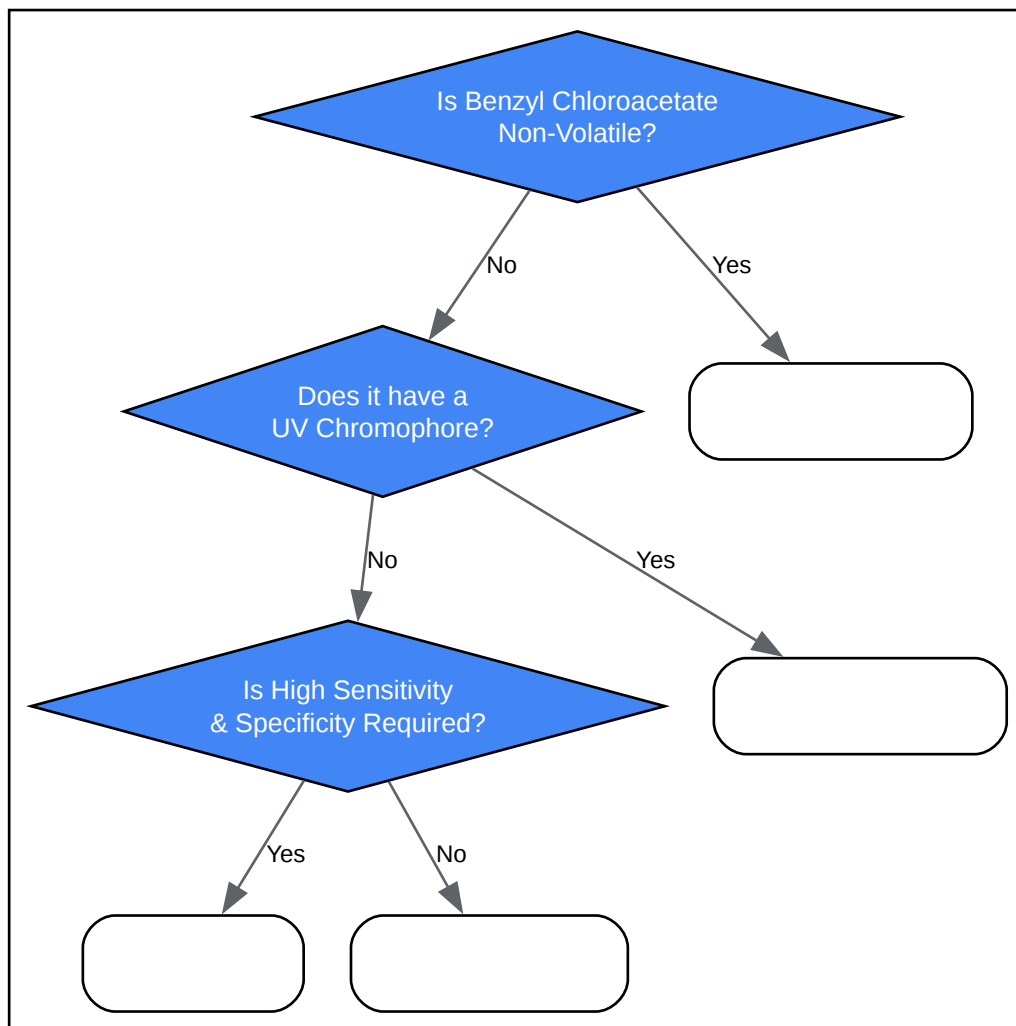 Is Benzyl Chloroacetate
Non-Volatile?
No
Yes
Does it have a
UV Chromophore?
No
Yes
Is High Sensitivity
& Specificity Required?
Yes
No